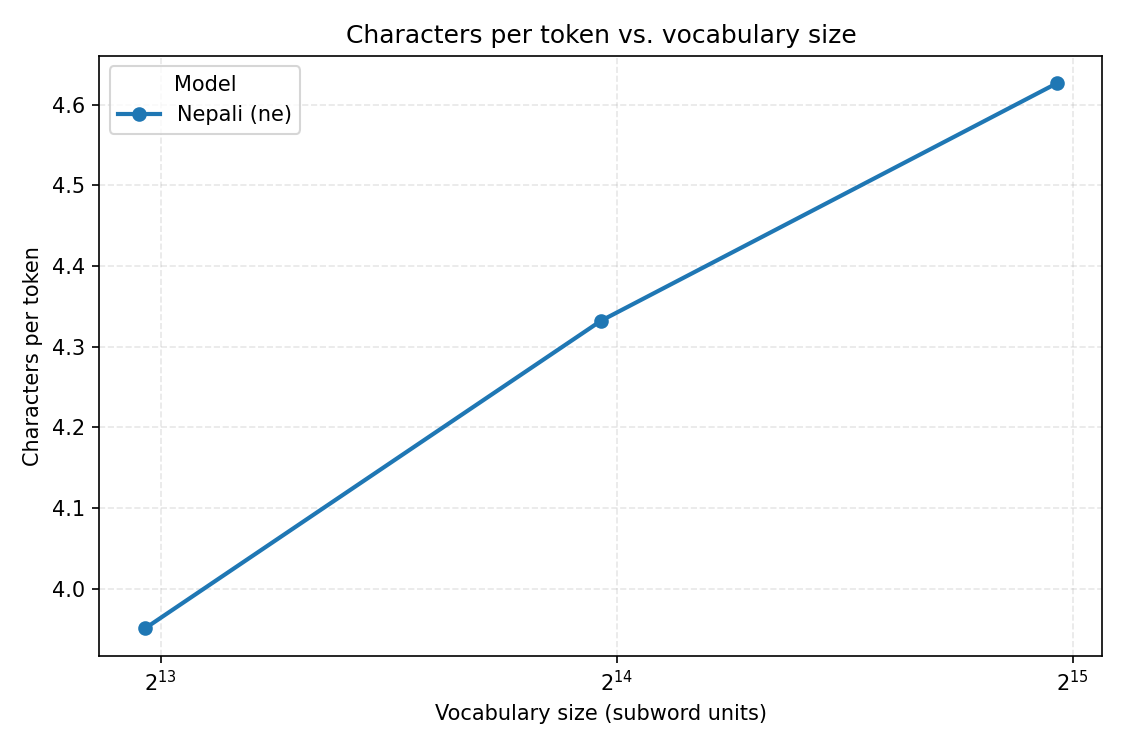 Characters per token vs. vocabulary size
Model
Nepali (ne)
4.6
4.5
4.4
4.3
4.2
4.1
4.0
Characters per token
2^13 2^14 2^15
Vocabulary size (subword units)